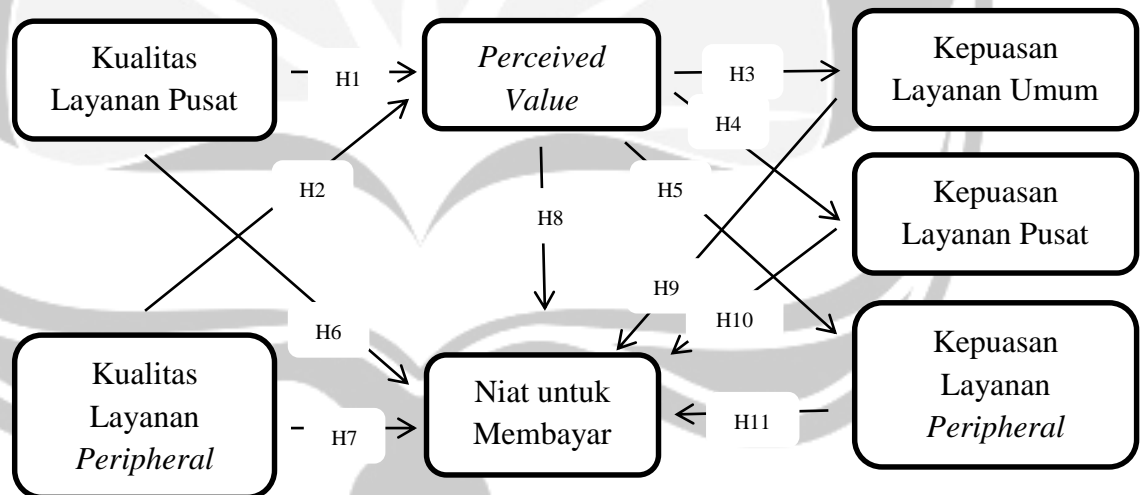 Kualitas
Layanan Pusat
H1
Perceived
Value
H3
Kepuasan
Layanan Umum
H4
H2
H5
H8
Kepuasan
Layanan Pusat
H9
H6
H10
Kualitas
Layanan
Peripheral
H7
Niat untuk
Membayar
H11
Kepuasan
Layanan
Peripheral